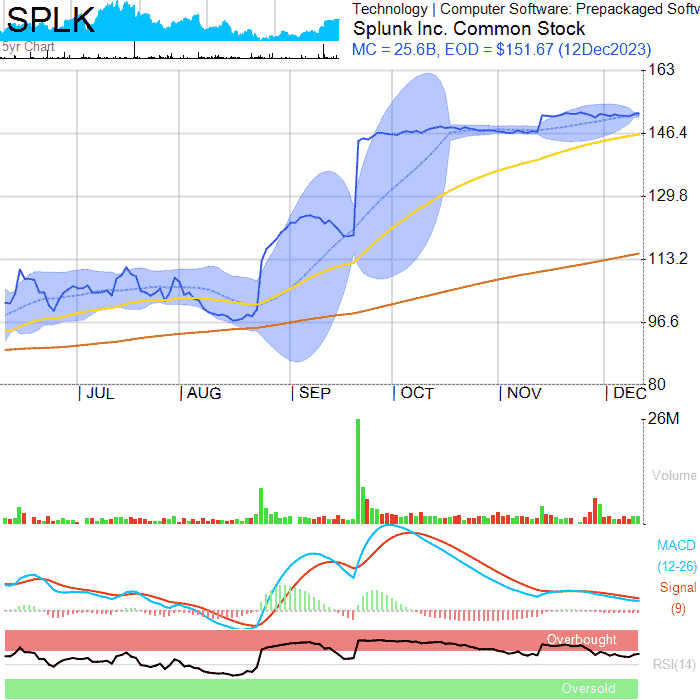 SPLK
5yr Chart
Technology | Computer Software: Prepackaged Softw
Splunk Inc. Common Stock
MC = 25.6B, EOD = $151.67 (12Dec2023)
163
146.4
129.8
113.2
96.6
80
| JUL | AUG | SEP | OCT | NOV | DEC
26M
Volume
MACD
(12-26)
Signal
(9)
Overbought
RSI(14)
Oversold